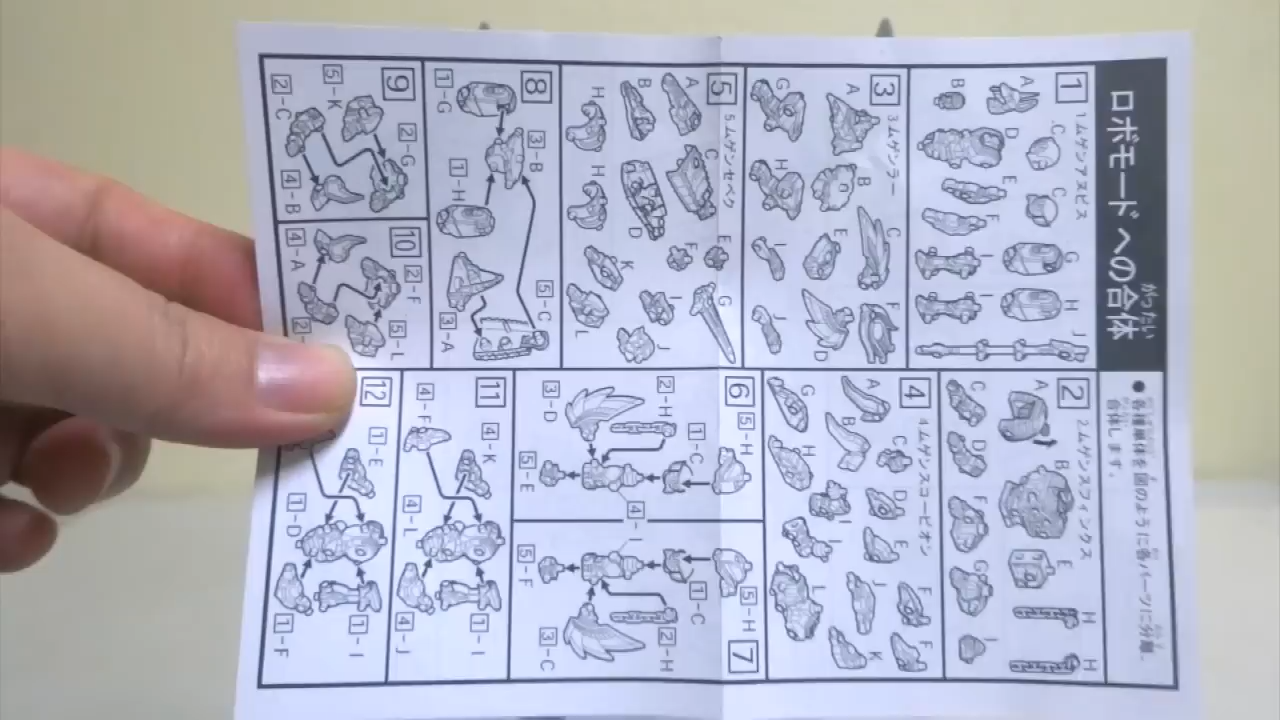 ロボモードへの合体
がったい
●各種単体を図のように各パーツに分離、
合体します。
1
1.ムゲンアヌビス
A
B
C
C
D
E
F
G
H
I
I
J
2
2.ムゲンスフィンクス
A
B
C
D
E
F
G
H
H
I
3
3.ムゲンラー
A
B
C
D
E
F
G
H
I
J
4
4.ムゲンスコーピオン
A
B
C
D
E
F
F
G
H
I
I
J
K
L
5
5.ムゲンセベク
A
B
C
D
E
F
G
H
H
I
J
K
L
6
5-H
1-C
2-H
3-D
5-E
4-I
7
5-H
1-C
2-H
3-C
5-F
8
1-G
3-B
1-H
5-C
3-A
9
5-K
2-C
2-G
4-B
10
2-F
4-A
5-L
11
4-F
4-K
4-L
4-J
1-I
12
1-E
1-D
1-F
1-I